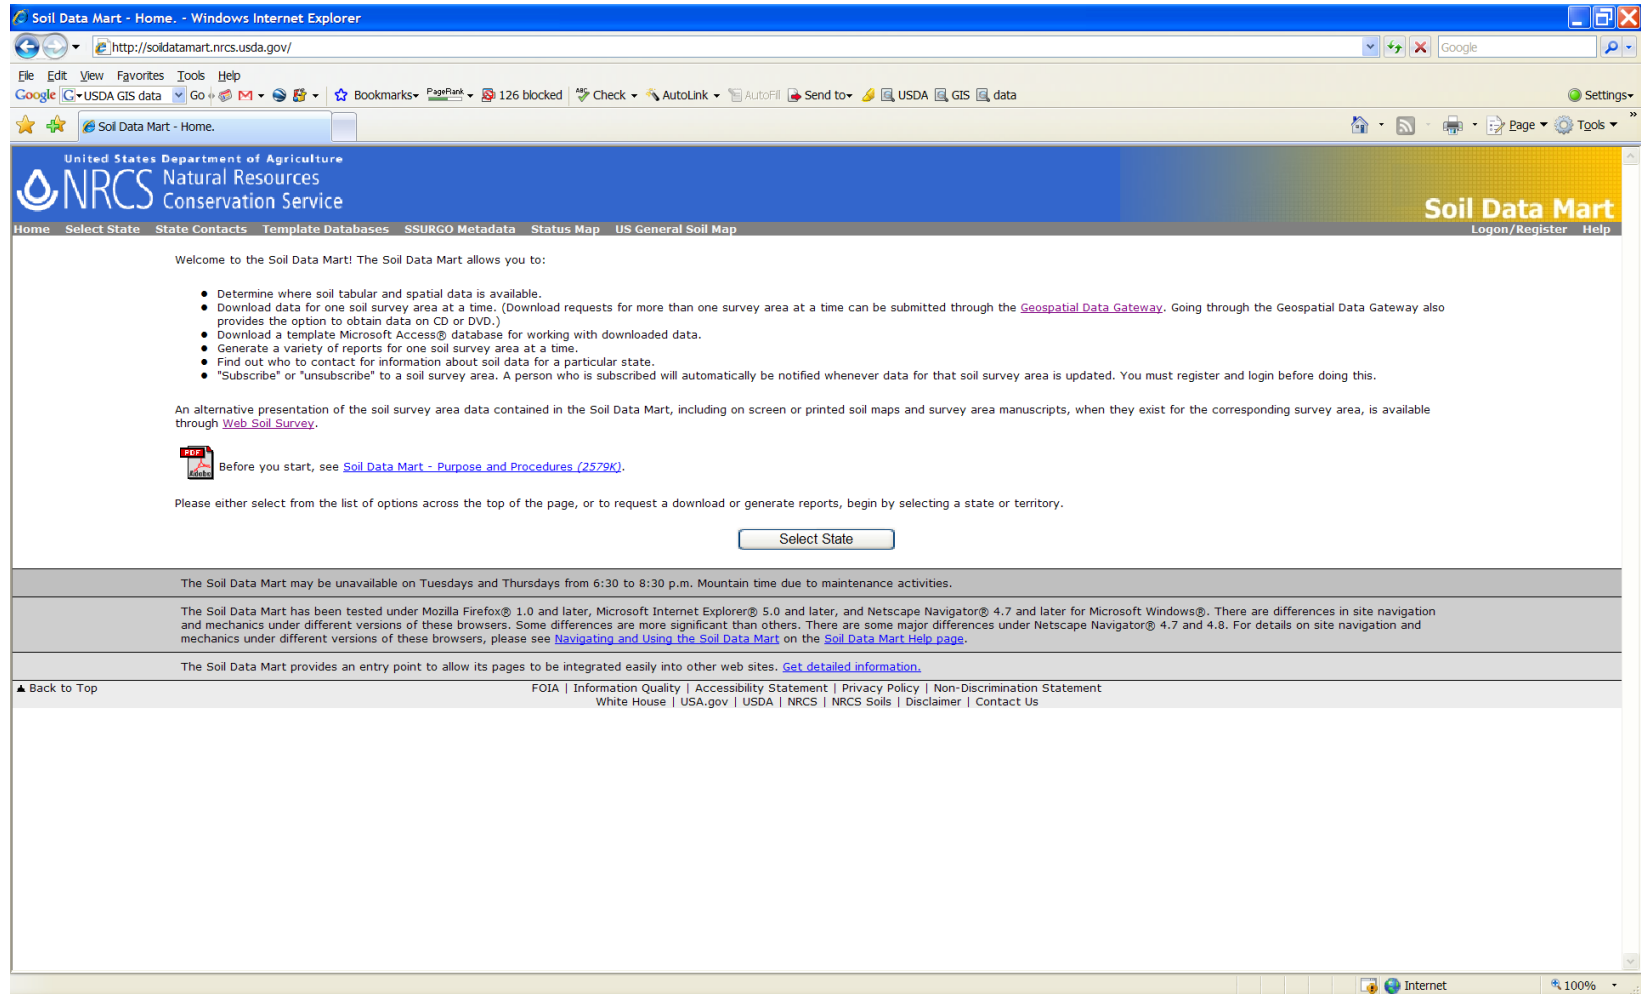 Soil Data Mart - Home. - Windows Internet Explorer
http://soildatamart.nrcs.usda.gov/
Google
File Edit View Favorites Tools Help
Google G USDA GIS data Go Bookmarks PageRank 126 blocked ABC Check AutoLink AutoFill Send to USDA GIS data Settings
Soil Data Mart - Home.
Page Tools »
United States Department of Agriculture
NRCS Natural Resources
Conservation Service
Soil Data Mart
Home Select State State Contacts Template Databases SSURGO Metadata Status Map US General Soil Map Logon/Register Help
Welcome to the Soil Data Mart! The Soil Data Mart allows you to:
● Determine where soil tabular and spatial data is available.
● Download data for one soil survey area at a time. (Download requests for more than one survey area at a time can be submitted through the Geospatial Data Gateway. Going through the Geospatial Data Gateway also
provides the option to obtain data on CD or DVD.)
● Download a template Microsoft Access® database for working with downloaded data.
● Generate a variety of reports for one soil survey area at a time.
● Find out who to contact for information about soil data for a particular state.
● "Subscribe" or "unsubscribe" to a soil survey area. A person who is subscribed will automatically be notified whenever data for that soil survey area is updated. You must register and login before doing this.
An alternative presentation of the soil survey area data contained in the Soil Data Mart, including on screen or printed soil maps and survey area manuscripts, when they exist for the corresponding survey area, is available
through Web Soil Survey.
PDF
Adobe
Before you start, see Soil Data Mart - Purpose and Procedures (2579K).
Please either select from the list of options across the top of the page, or to request a download or generate reports, begin by selecting a state or territory.
Select State
The Soil Data Mart may be unavailable on Tuesdays and Thursdays from 6:30 to 8:30 p.m. Mountain time due to maintenance activities.
The Soil Data Mart has been tested under Mozilla Firefox® 1.0 and later, Microsoft Internet Explorer® 5.0 and later, and Netscape Navigator® 4.7 and later for Microsoft Windows®. There are differences in site navigation
and mechanics under different versions of these browsers. Some differences are more significant than others. There are some major differences under Netscape Navigator® 4.7 and 4.8. For details on site navigation and
mechanics under different versions of these browsers, please see Navigating and Using the Soil Data Mart on the Soil Data Mart Help page.
The Soil Data Mart provides an entry point to allow its pages to be integrated easily into other web sites. Get detailed information.
▲ Back to Top
FOIA | Information Quality | Accessibility Statement | Privacy Policy | Non-Discrimination Statement
White House | USA.gov | USDA | NRCS | NRCS Soils | Disclaimer | Contact Us
Internet 100%